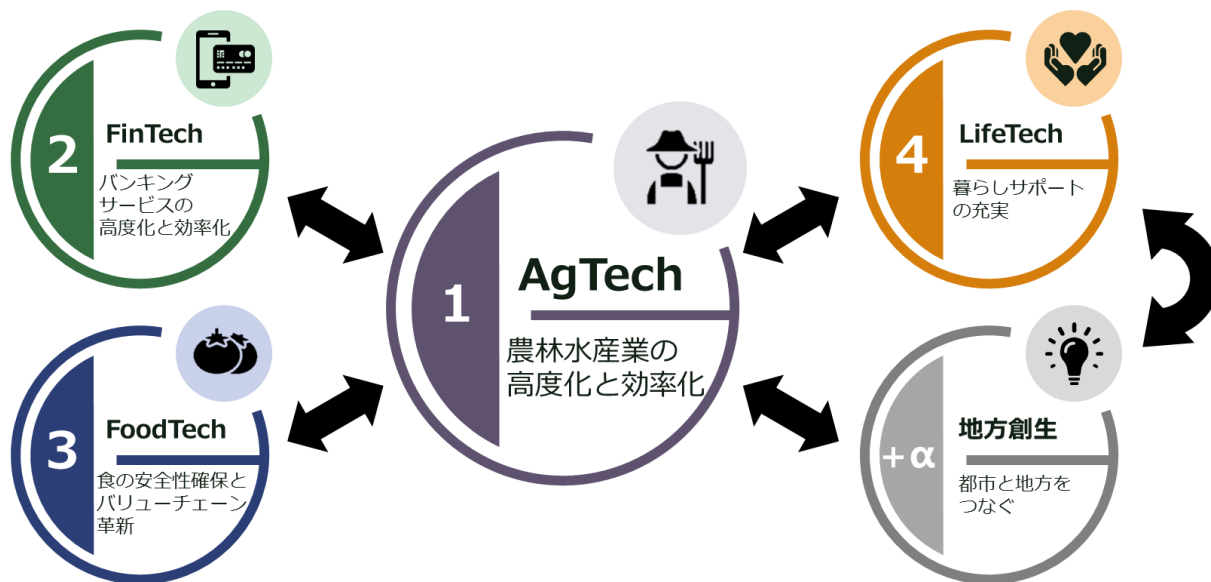 1
AgTech
農林水産業の
高度化と効率化
2
FinTech
バンキング
サービスの
高度化と効率化
3
FoodTech
食の安全性確保と
バリューチェーン
革新
4
LifeTech
暮らしサポート
の充実
+α
地方創生
都市と地方を
つなぐ